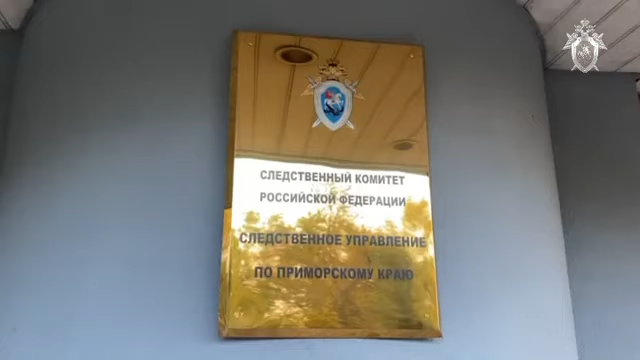 СЛЕДСТВЕННЫЙ КОМИТЕТ
РОССИЙСКОЙ ФЕДЕРАЦИИ
СЛЕДСТВЕННОЕ УПРАВЛЕНИЕ
ПО ПРИМОРСКОМУ КРАЮ